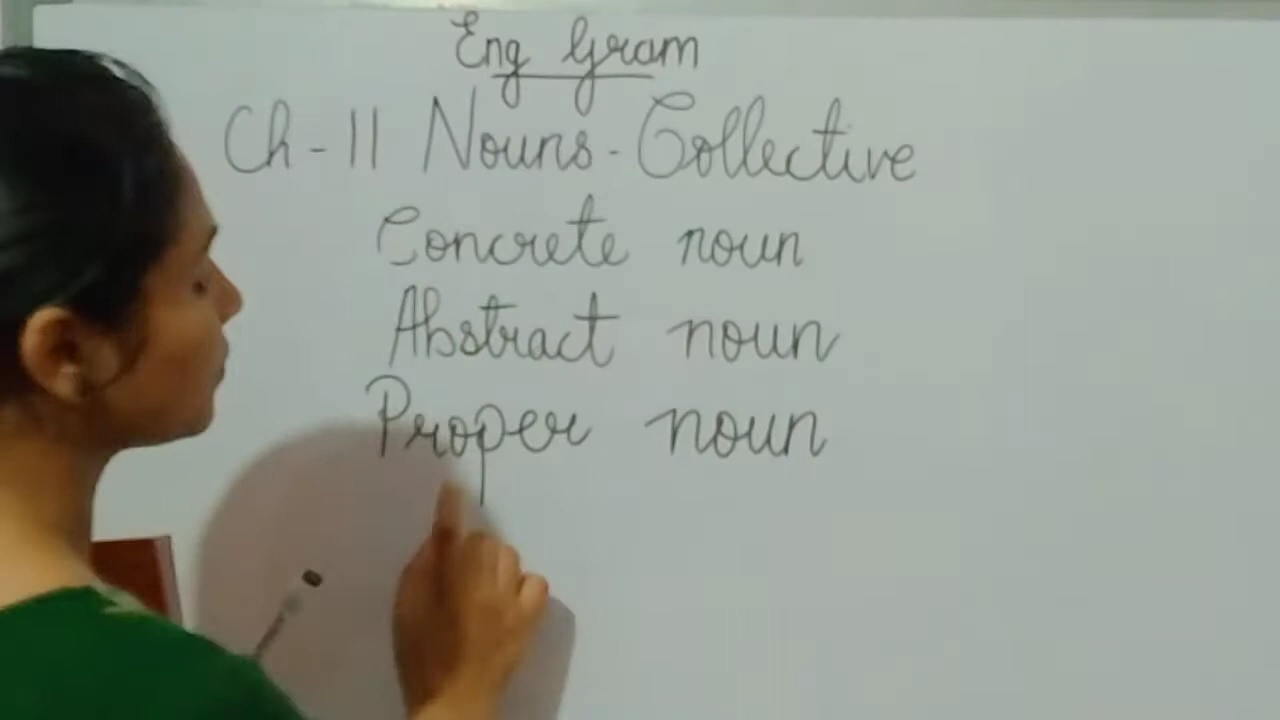 Eng Gram
Ch-11 Nouns-Collective
Concrete noun
Abstract noun
Proper noun